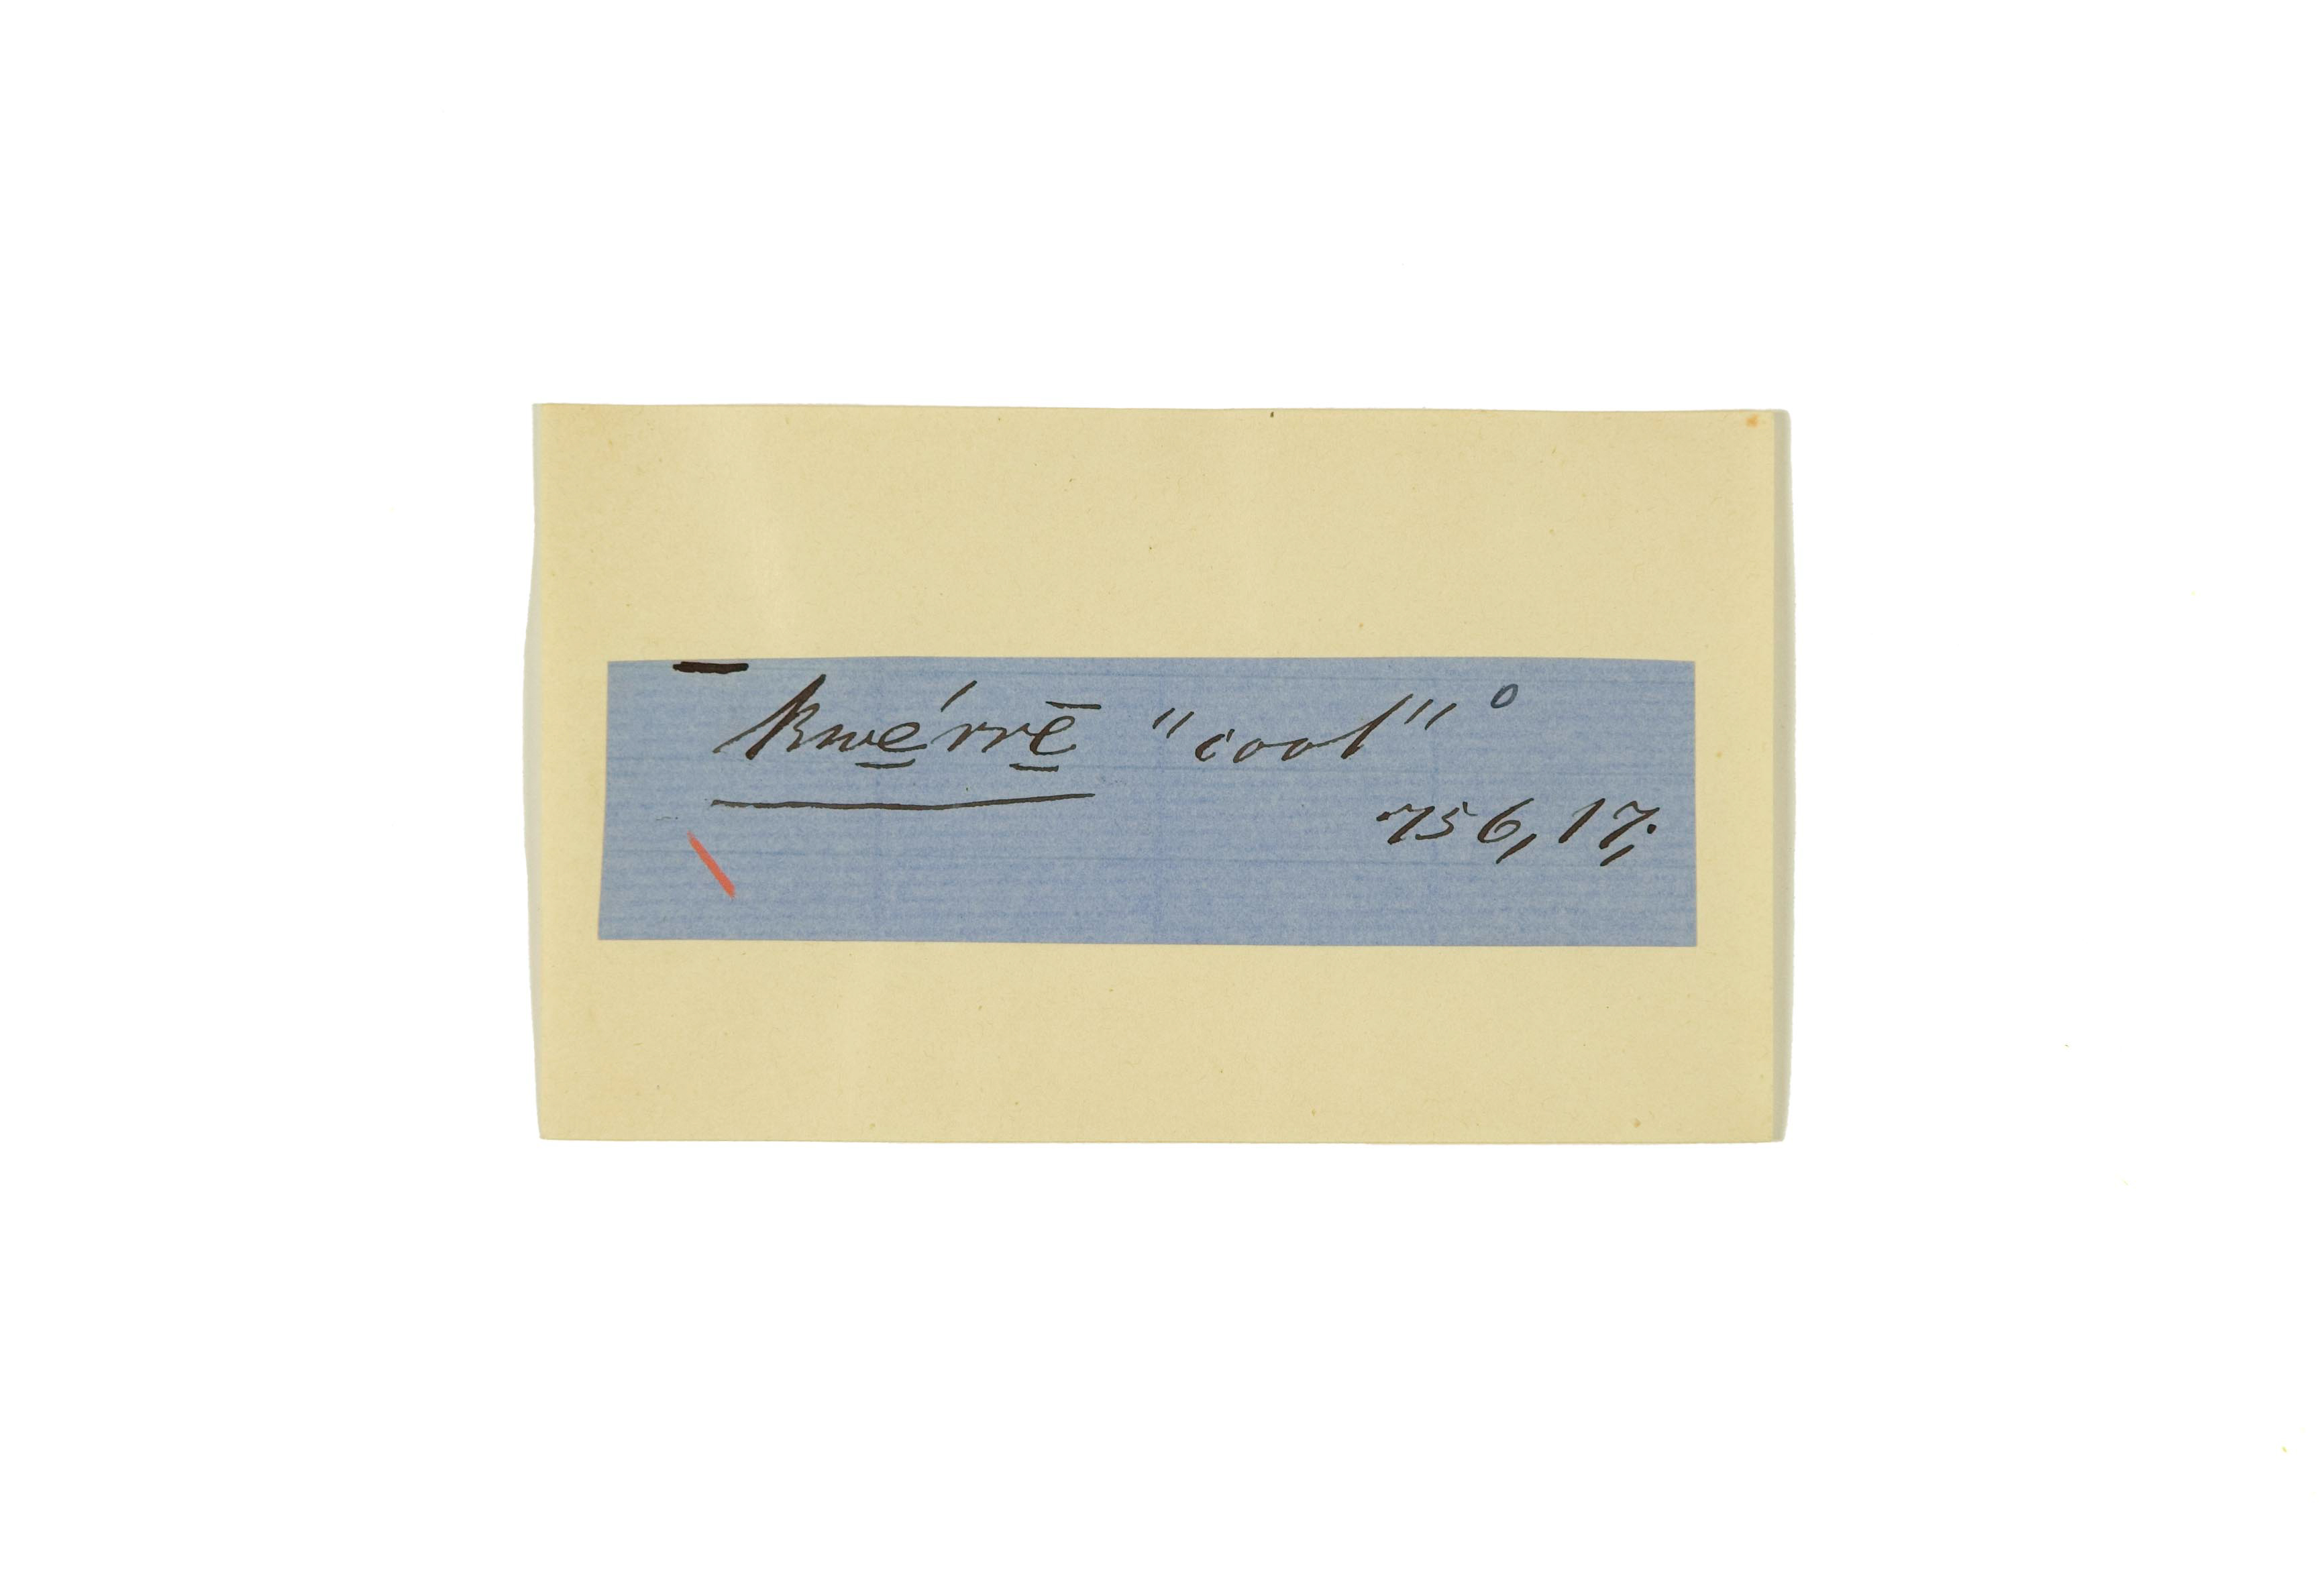 kwe̱´rrē̱ "cool" °
756, 17;